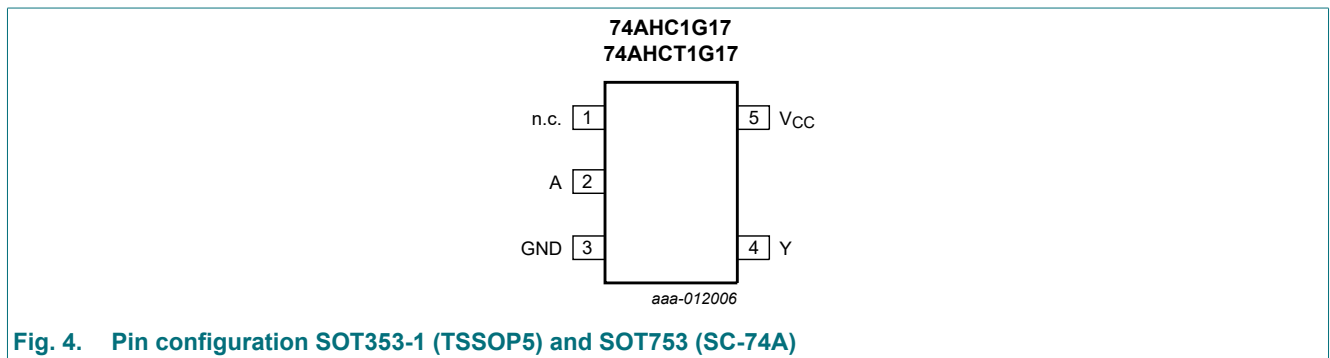 74AHC1G17
74AHCT1G17
n.c. 1
5 VCC
A 2
GND 3
4 Y
aaa-012006
Fig. 4. Pin configuration SOT353-1 (TSSOP5) and SOT753 (SC-74A)